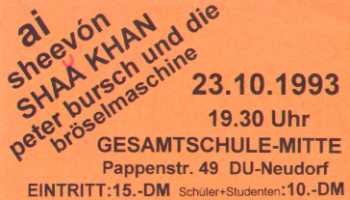 ai
sheevón
SHAÄ KHAN
peter bursch und die
bröselmaschine
23.10.1993
19.30 Uhr
GESAMTSCHULE-MITTE
Pappenstr. 49 DU-Neudorf
EINTRITT:15.-DM Schüler+Studenten:10.-DM